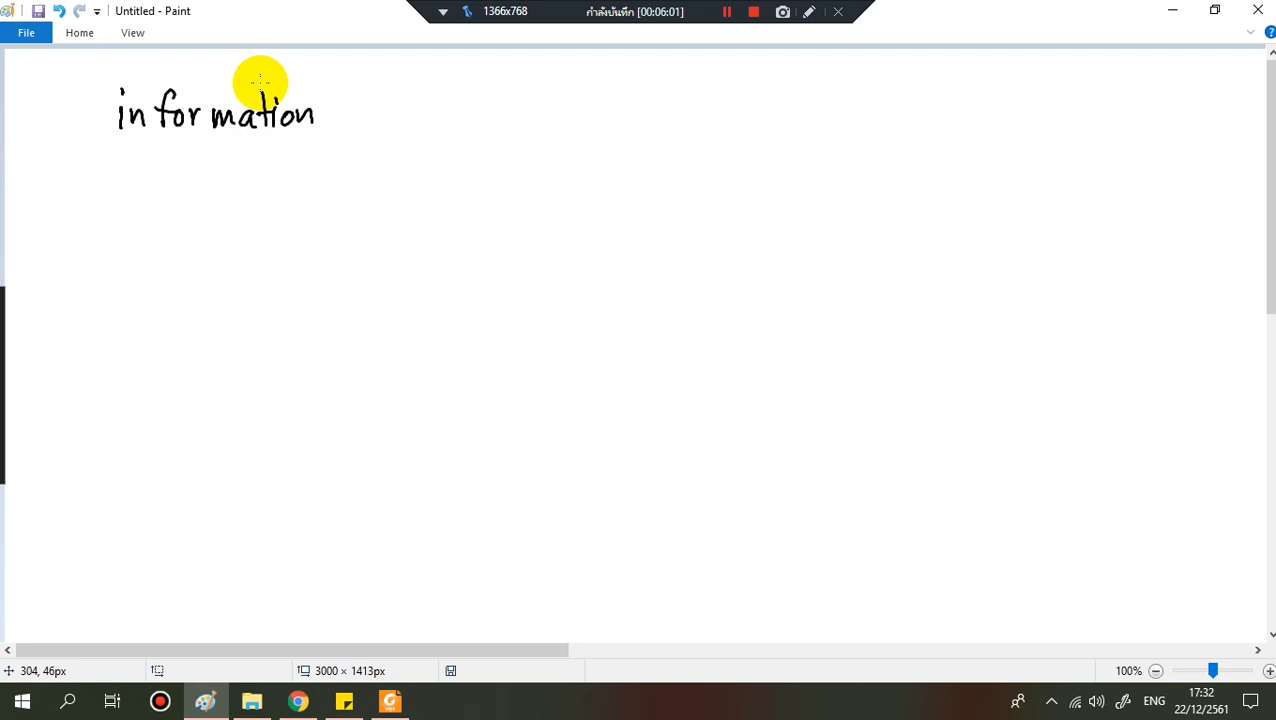 Untitled - Paint
1366x768
กำลังบันทึก [00:06:01]
File Home View
in for mation
304, 46px
3000 × 1413px
100%
ENG
17:32
22/12/2561